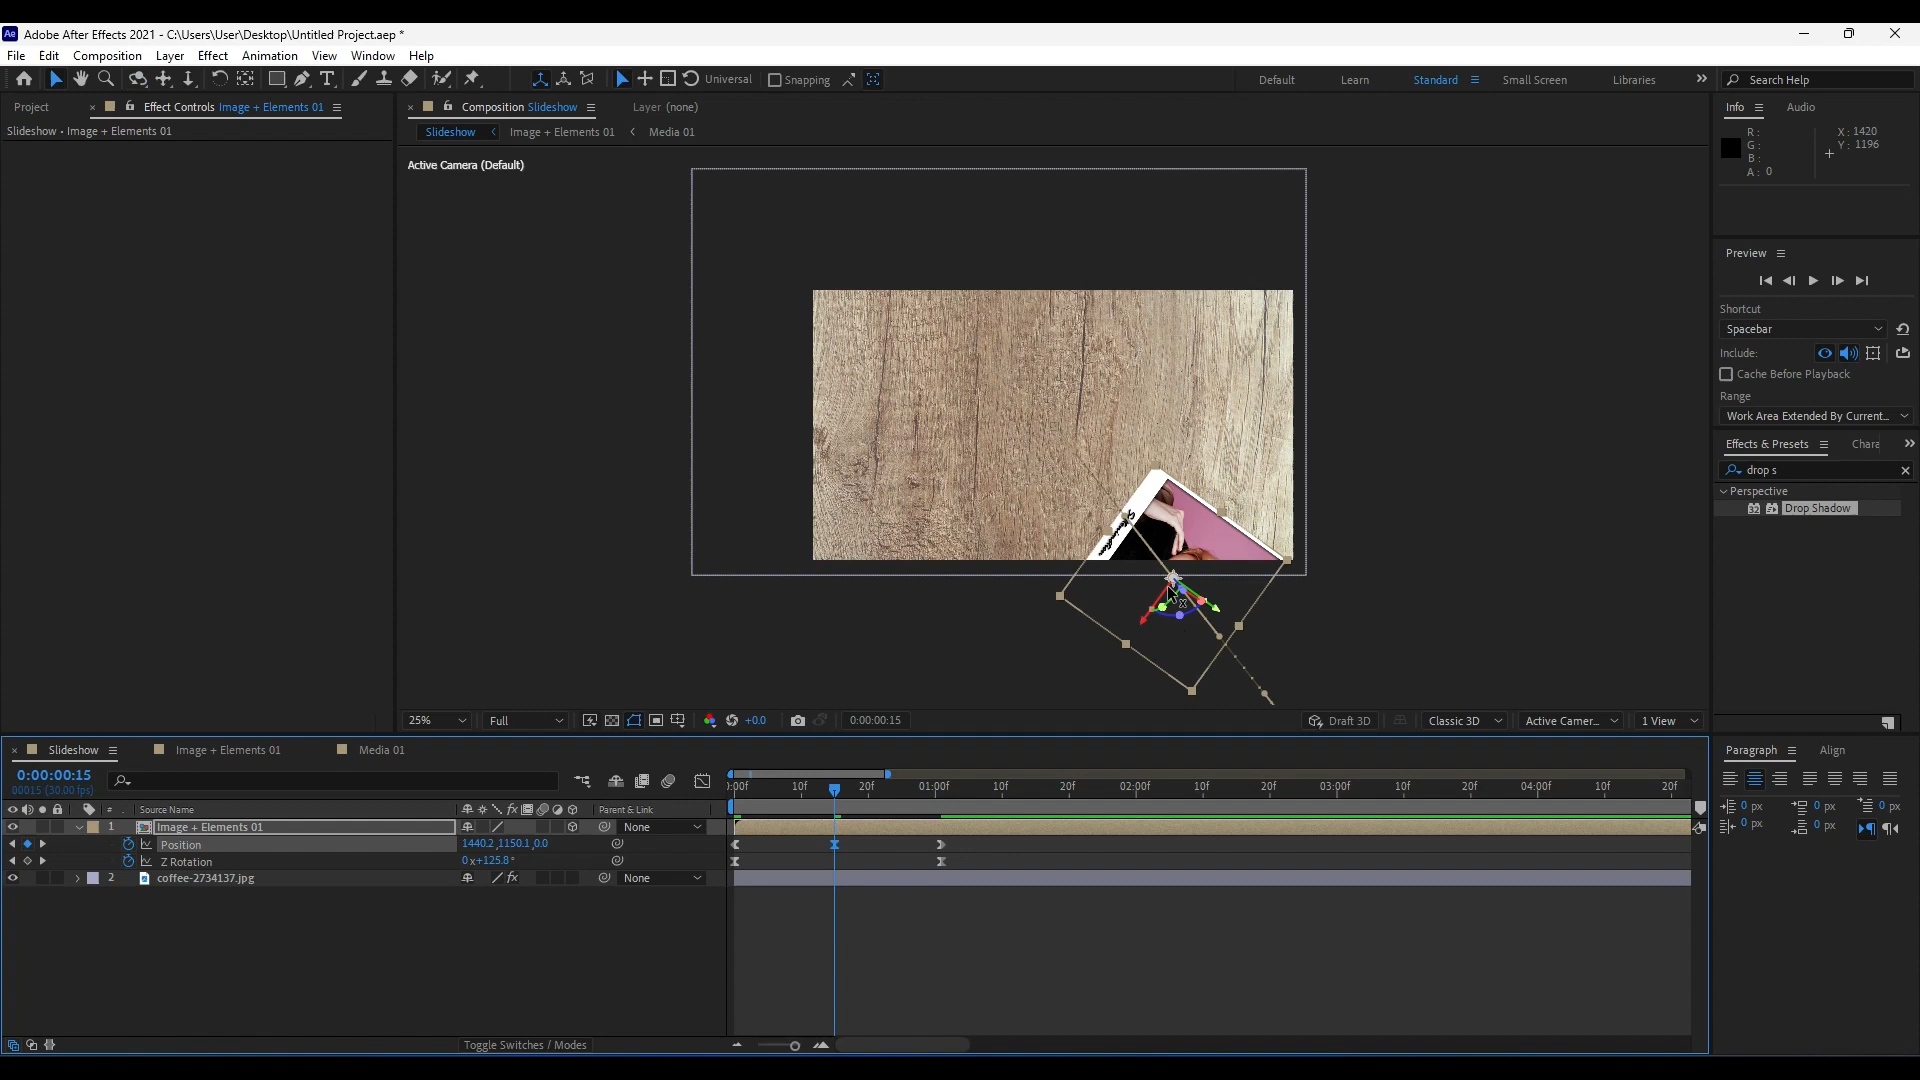 Adobe After Effects 2021 - C:\Users\User\Desktop\Untitled Project.aep *
File Edit Composition Layer Effect Animation View Window Help
Universal Snapping Default Learn Standard Small Screen Libraries Search Help
Project Effect Controls Image + Elements 01 Composition Slideshow Layer (none) Info Audio
Slideshow • Image + Elements 01
Slideshow Image + Elements 01 Media 01
R: X: 1420
G: Y: 1196
B:
A: 0
Active Camera (Default)
Preview
Shortcut
Spacebar
Include:
Cache Before Playback
Range
Work Area Extended By Current...
Effects & Presets Chara
drop s
Perspective
32 Drop Shadow
25% Full +0.0 0:00:00:15 Draft 3D Classic 3D Active Camer... 1 View
Slideshow Image + Elements 01 Media 01 Paragraph Align
0:00:00:15
00015 (30.00 fps)
:00f 10f 20f 01:00f 10f 20f 02:00f 10f 20f 03:00f 10f 20f 04:00f 10f 20f
# Source Name Parent & Link
1 Image + Elements 01 None
Position 1440.2,1150.1,0.0
Z Rotation 0x+125.8°
2 coffee-2734137.jpg None
0 px 0 px 0 px
0 px 0 px
Toggle Switches / Modes